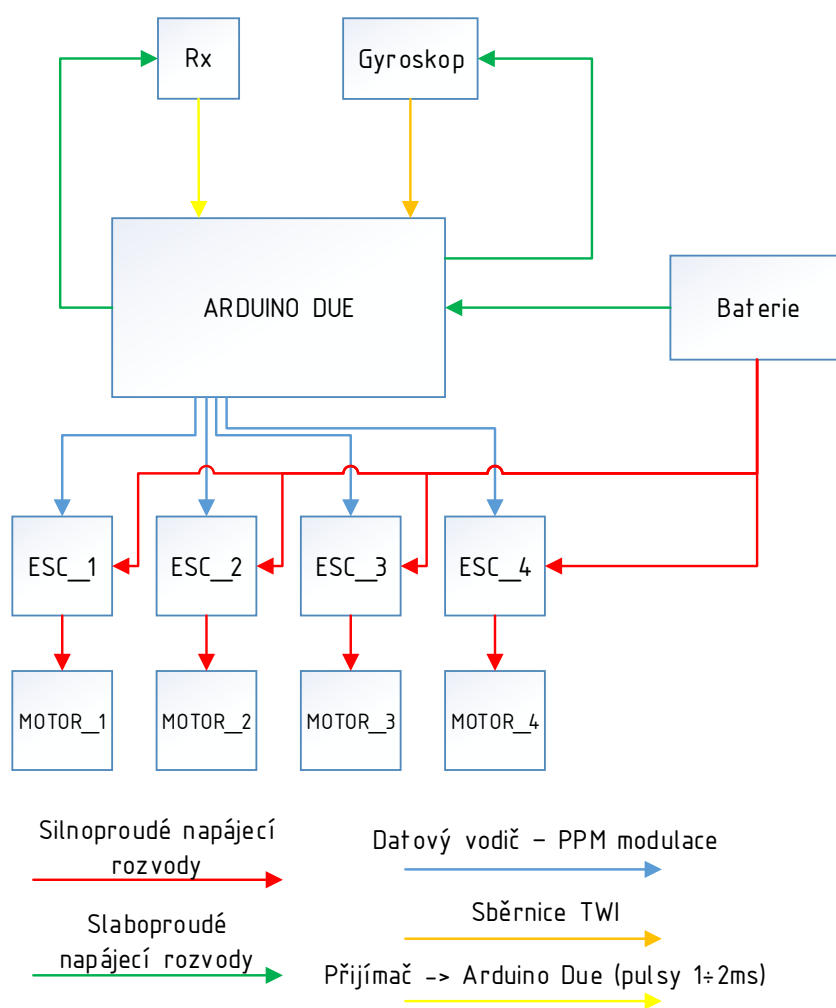 Rx
Gyroskop
ARDUINO DUE
Baterie
ESC_1
ESC_2
ESC_3
ESC_4
MOTOR_1
MOTOR_2
MOTOR_3
MOTOR_4
Silnoproudé napájecí
rozvody
Datový vodič – PPM modulace
Slaboproudé
napájecí rozvody
Sběrnice TWI
Přijímač -> Arduino Due (pulsy 1÷2ms)